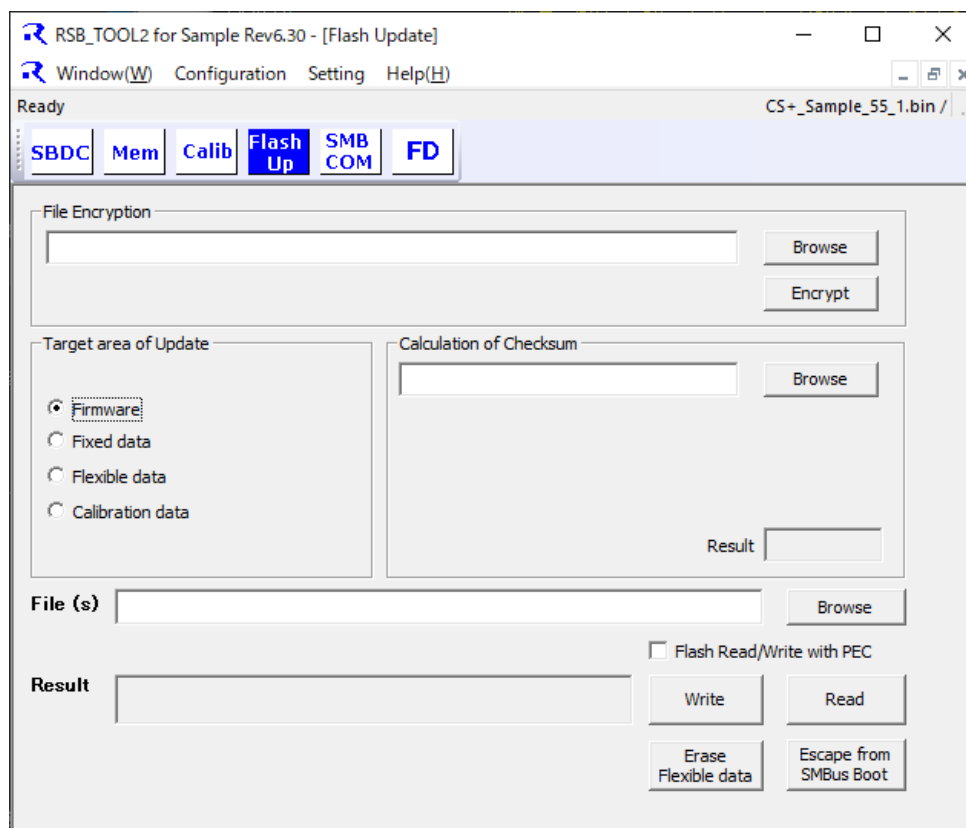 RSB_TOOL2 for Sample Rev6.30 - [Flash Update]
Window(W) Configuration Setting Help(H)
Ready CS+_Sample_55_1.bin /
SBDC Mem Calib Flash Up SMB COM FD
File Encryption
Browse
Encrypt
Target area of Update
Calculation of Checksum
Browse
Firmware
Fixed data
Flexible data
Calibration data
Result
File (s) Browse
Flash Read/Write with PEC
Result
Write Read
Erase
Flexible data
Escape from
SMBus Boot